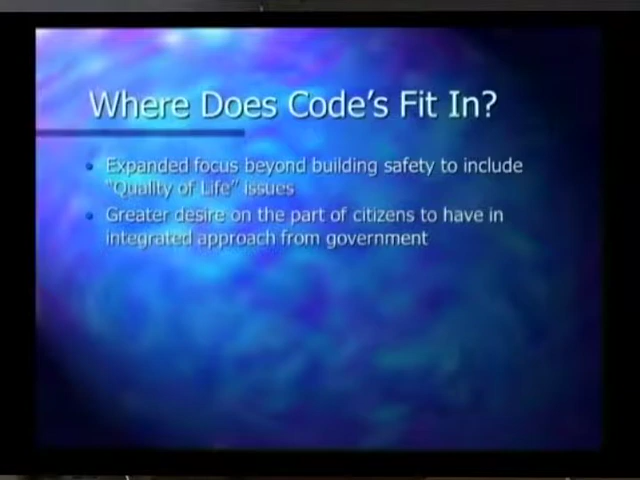 Where Does Code's Fit In?
• Expanded focus beyond building safety to include
"Quality of Life" issues
• Greater desire on the part of citizens to have in
integrated approach from government